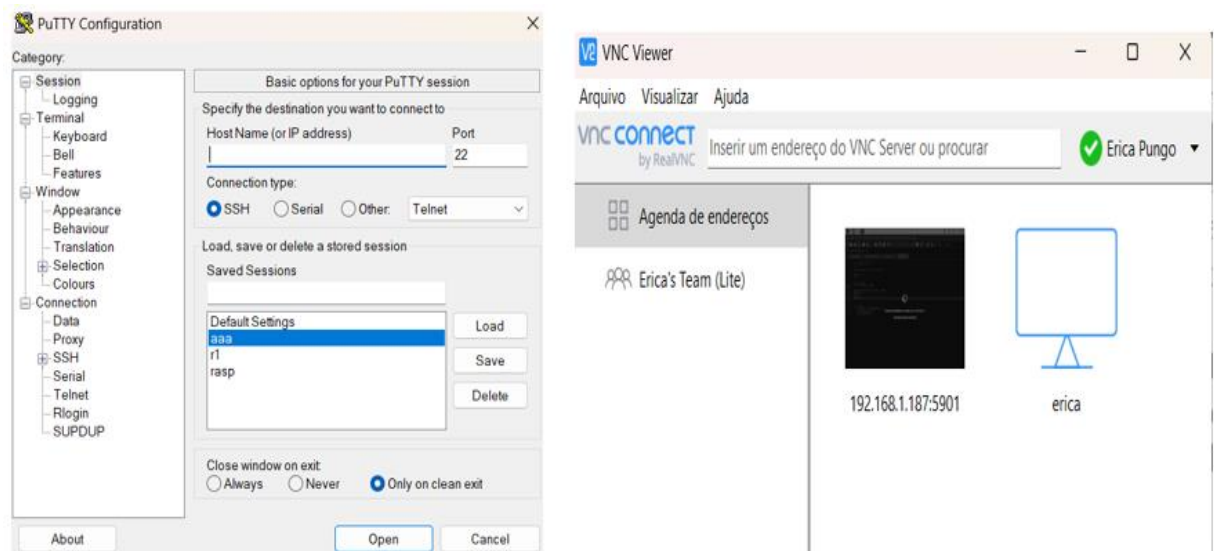 PuTTY Configuration
Category:
Session
Logging
Terminal
Keyboard
Bell
Features
Window
Appearance
Behaviour
Translation
Selection
Colours
Connection
Data
Proxy
SSH
Serial
Telnet
Rlogin
SUPDUP
Basic options for your PuTTY session
Specify the destination you want to connect to
Host Name (or IP address) Port
22
Connection type:
SSH Serial Other: Telnet
Load, save or delete a stored session
Saved Sessions
Default Settings
aaa
r1
rasp
Load
Save
Delete
Close window on exit:
Always Never Only on clean exit
About Open Cancel
V2 VNC Viewer
Arquivo Visualizar Ajuda
vnc connect
by RealVNC
Inserir um endereço do VNC Server ou procurar
Erica Pungo
Agenda de endereços
Erica's Team (Lite)
192.168.1.187:5901
erica